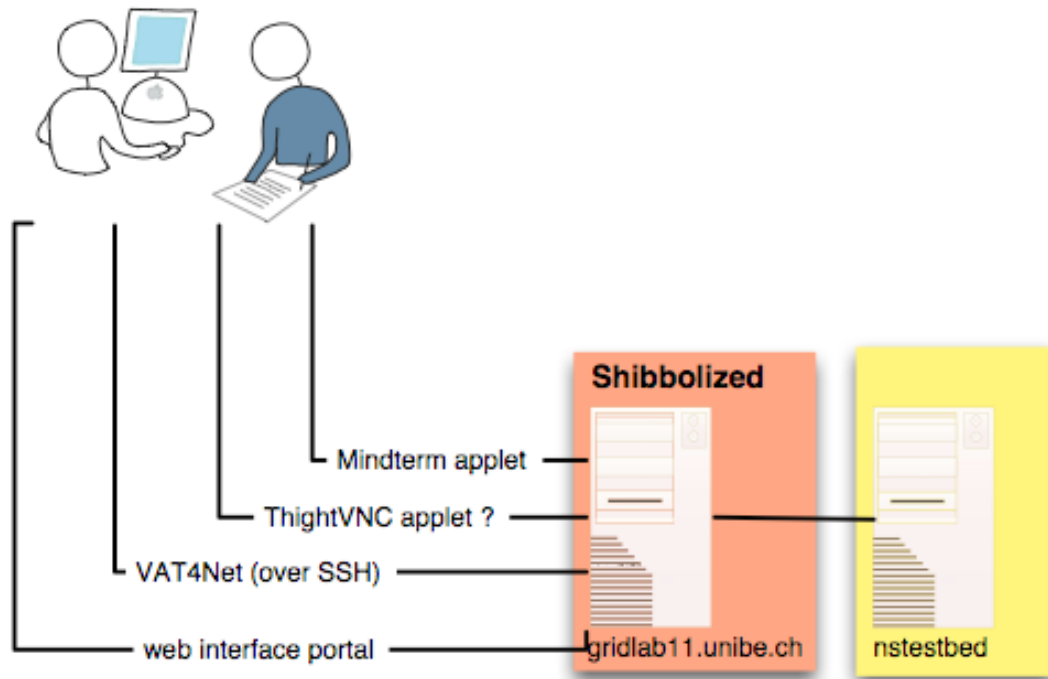 Shibbolized
Mindterm applet
ThightVNC applet ?
VAT4Net (over SSH)
web interface portal
gridlab11.unibe.ch
nstestbed